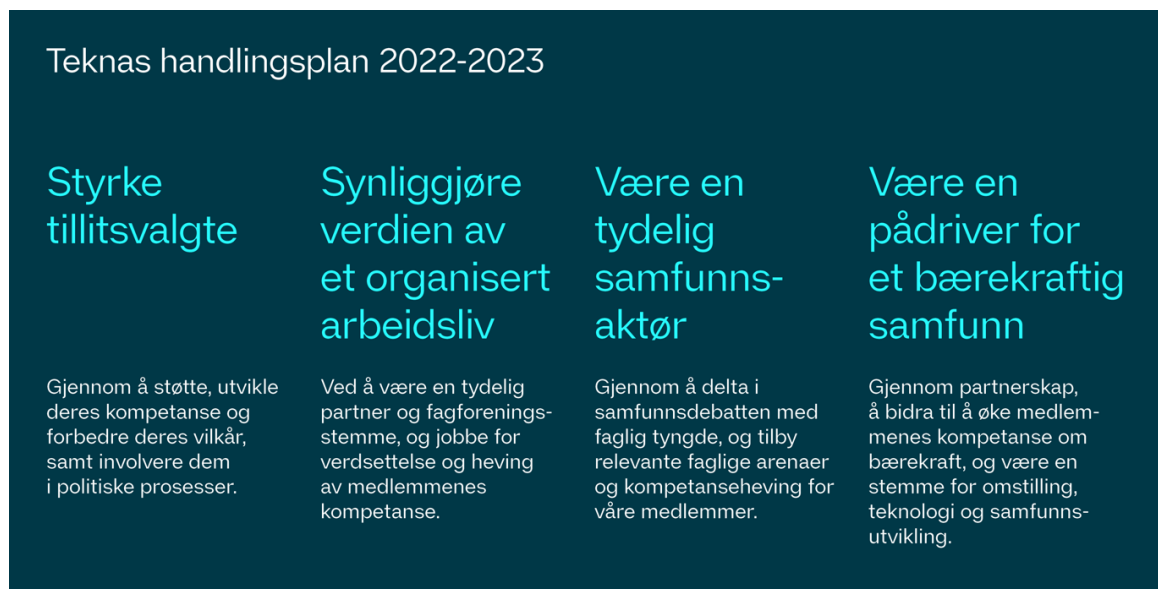 Teknas handlingsplan 2022-2023
Styrke
tillitsvalgte
Gjennom å støtte, utvikle
deres kompetanse og
forbedre deres vilkår,
samt involvere dem
i politiske prosesser.
Synliggjøre
verdien av
et organisert
arbeidsliv
Ved å være en tydelig
partner og fagforenings-
stemme, og jobbe for
verdsettelse og heving
av medlemmenes
kompetanse.
Være en
tydelig
samfunns-
aktør
Gjennom å delta i
samfunnsdebatten med
faglig tyngde, og tilby
relevante faglige arenaer
og kompetanseheving for
våre medlemmer.
Være en
pådriver for
et bærekraftig
samfunn
Gjennom partnerskap,
å bidra til å øke medlem-
menes kompetanse om
bærekraft, og være en
stemme for omstilling,
teknologi og samfunns-
utvikling.